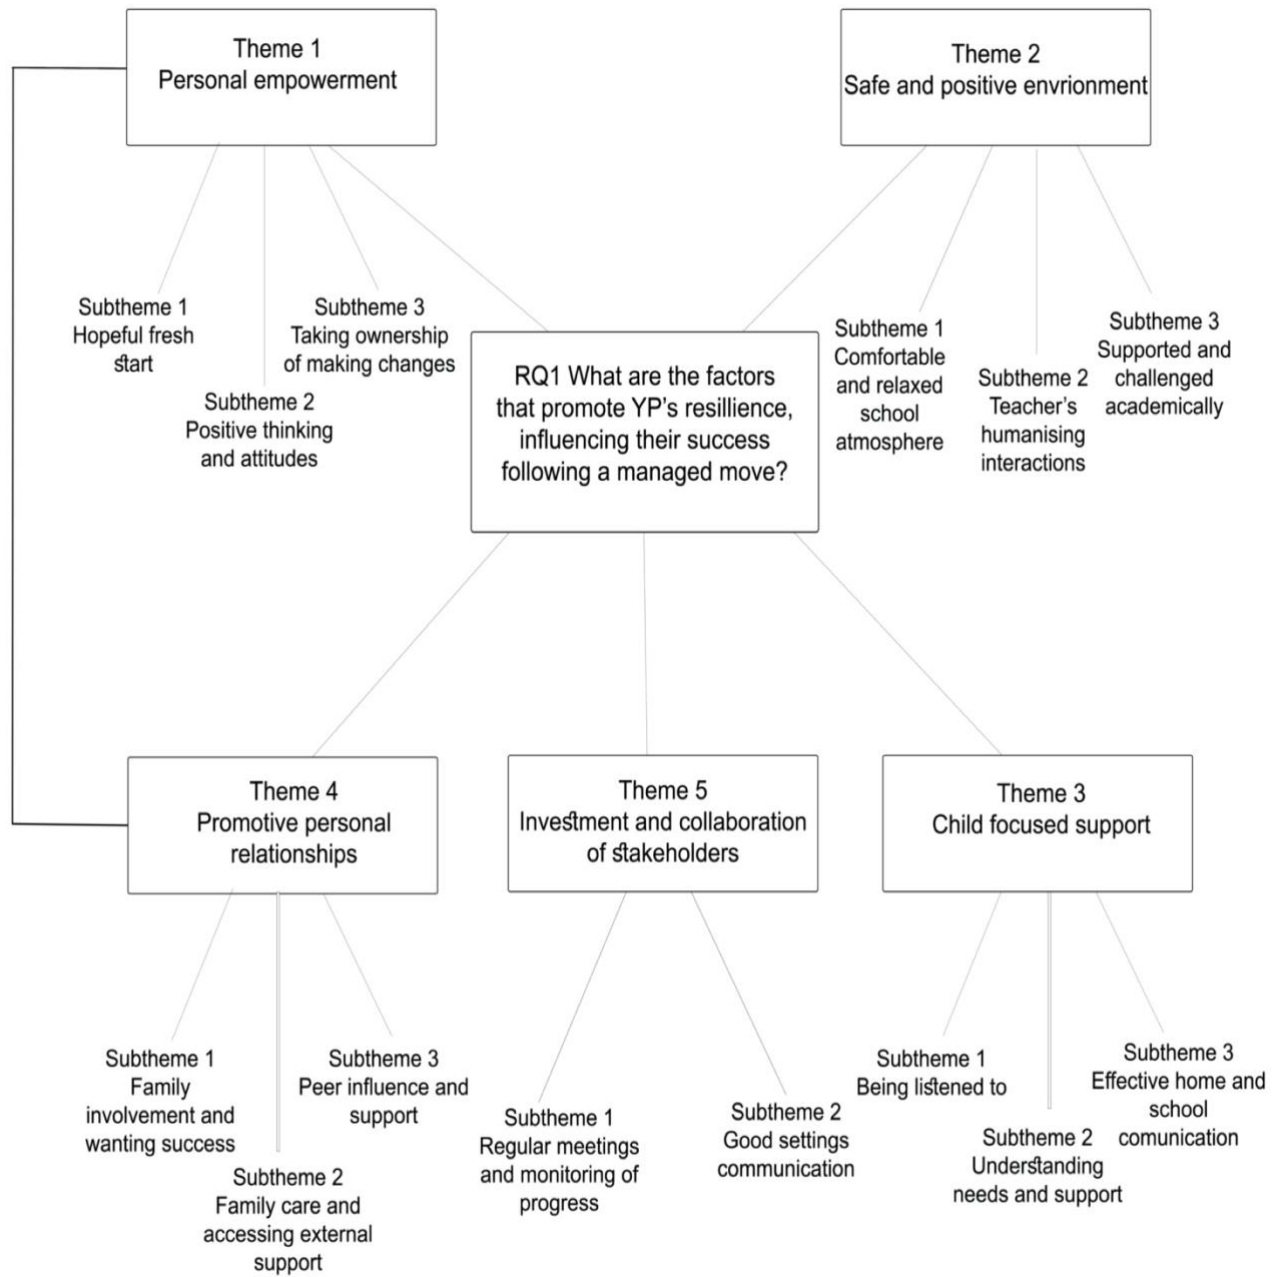 Theme 1
Personal empowerment
Theme 2
Safe and positive envrionment
Subtheme 1
Hopeful fresh
start
Subtheme 2
Positive thinking
and attitudes
Subtheme 3
Taking ownership
of making changes
RQ1 What are the factors
that promote YP’s resillience,
influencing their success
following a managed move?
Subtheme 1
Comfortable
and relaxed
school
atmosphere
Subtheme 2
Teacher’s
humanising
interactions
Subtheme 3
Supported and
challenged
academically
Theme 4
Promotive personal
relationships
Theme 5
Investment and collaboration
of stakeholders
Theme 3
Child focused support
Subtheme 1
Family
involvement and
wanting success
Subtheme 2
Family care and
accessing external
support
Subtheme 3
Peer influence and
support
Subtheme 1
Regular meetings
and monitoring of
progress
Subtheme 2
Good settings
communication
Subtheme 1
Being listened to
Subtheme 2
Understanding
needs and support
Subtheme 3
Effective home and
school
comunication